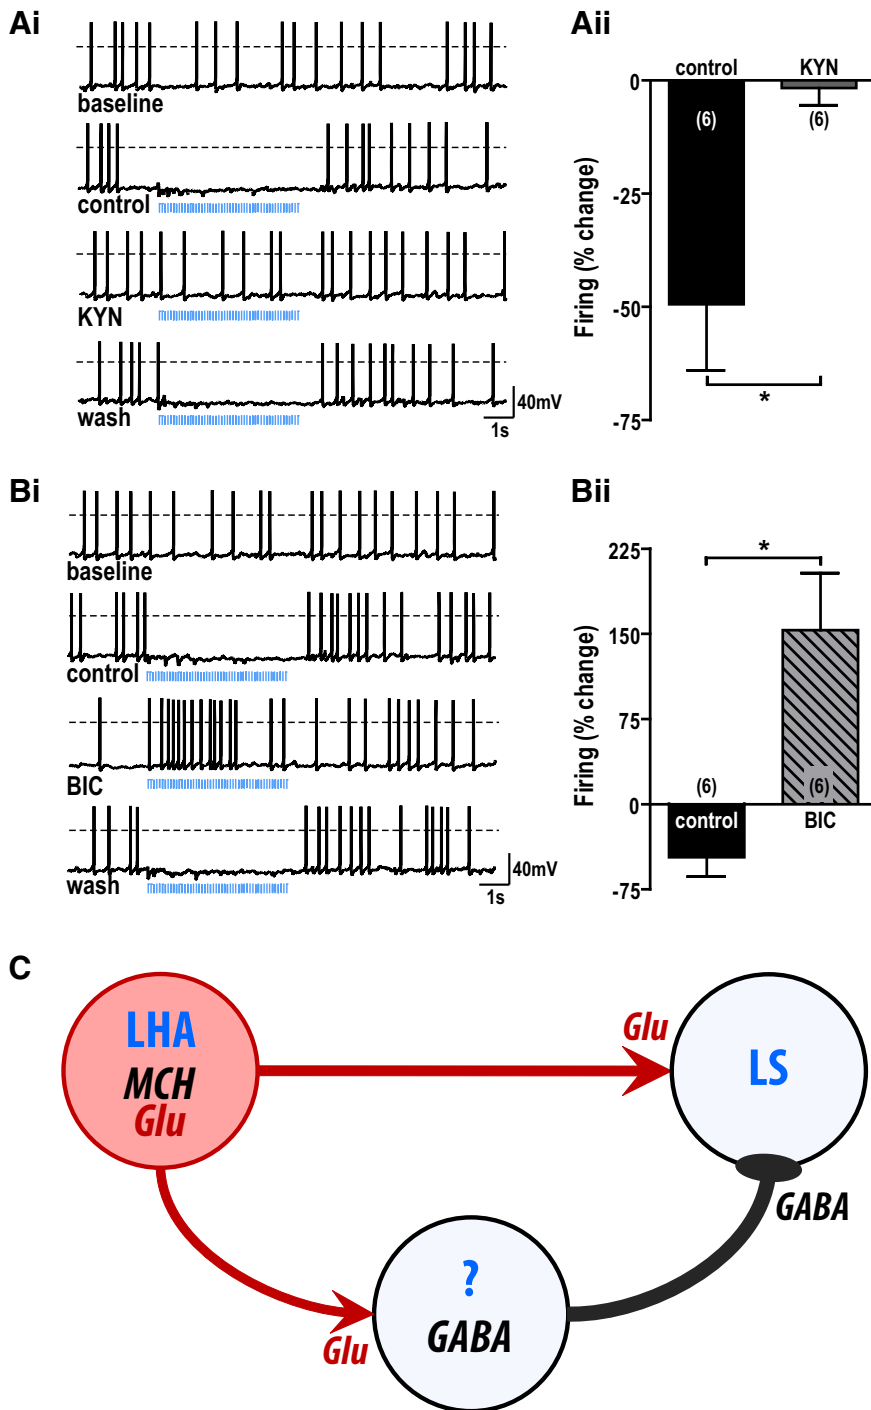 Ai
baseline
control
KYN
wash
40mV
1s
Aii
control KYN
0
-25
-50
-75
Firing (% change)
(6) (6)
*
Bi
baseline
control
BIC
wash
40mV
1s
Bii
225
150
75
0
-75
Firing (% change)
*
(6) (6)
control BIC
C
LHA
MCH
Glu
Glu
LS
GABA
?
GABA
Glu